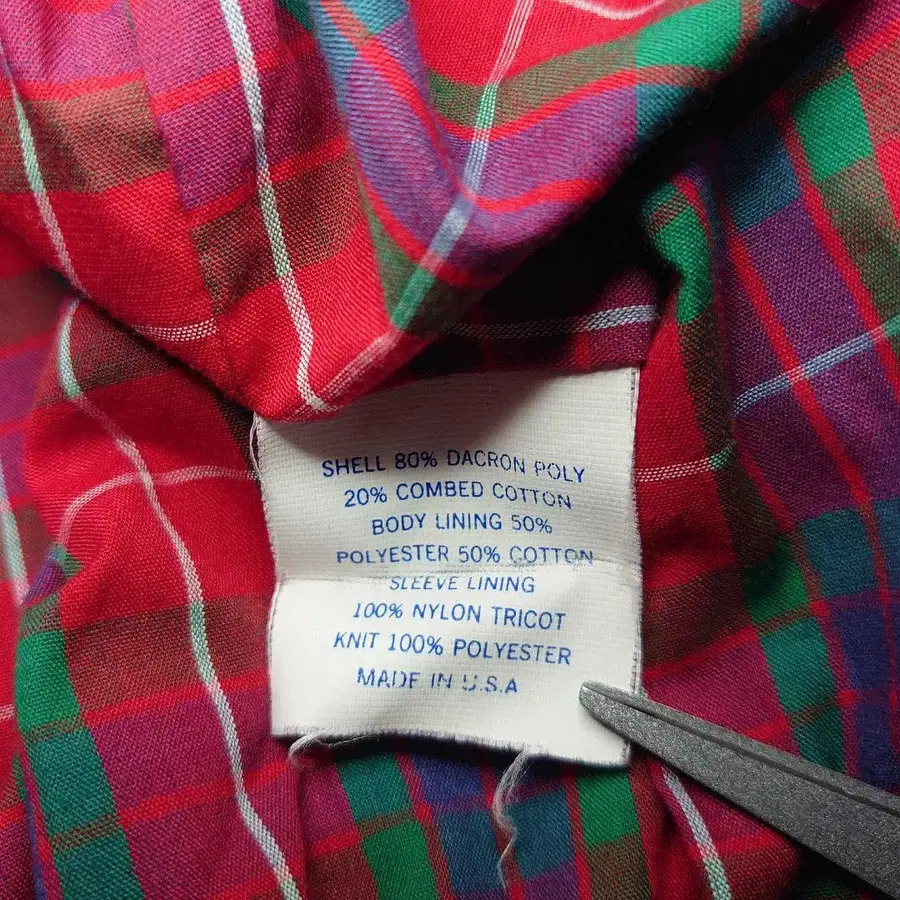 SHELL 80% DACRON POLY
20% COMBED COTTON
BODY LINING 50%
POLYESTER 50% COTTON
SLEEVE LINING
100% NYLON TRICOT
KNIT 100% POLYESTER
MADE IN U.S.A